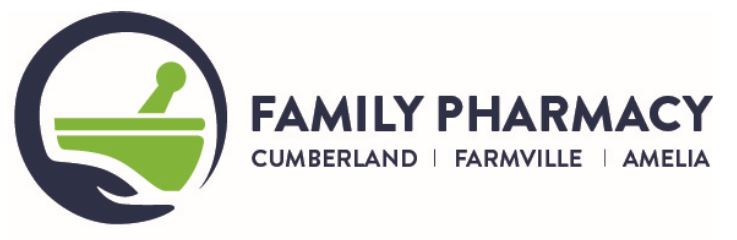 FAMILY PHARMACY
CUMBERLAND | FARMVILLE | AMELIA